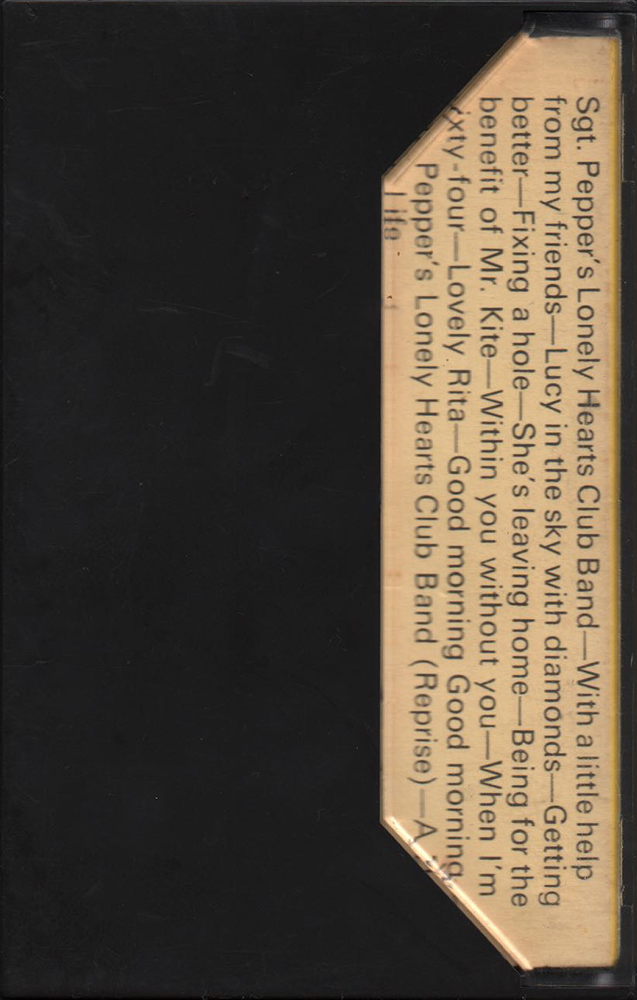 Sgt. Pepper's Lonely Hearts Club Band—With a little help
from my friends—Lucy in the sky with diamonds—Getting
better—Fixing a hole—She's leaving home—Being for the
benefit of Mr. Kite—Within you without you—When I'm
ixty-four—Lovely Rita—Good morning Good morning
Pepper's Lonely Hearts Club Band (Reprise)—A
Life